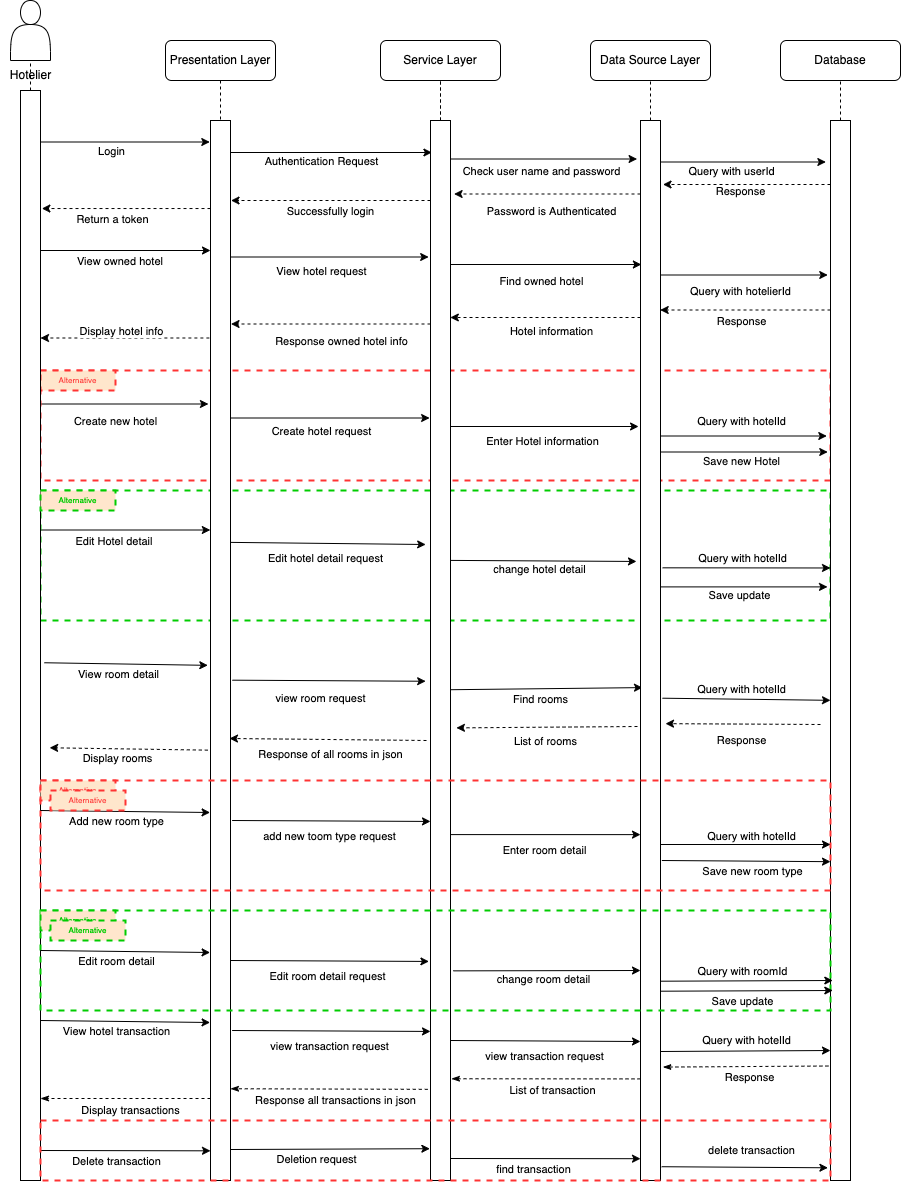 Hotelier
Presentation Layer
Service Layer
Data Source Layer
Database
Login
Authentication Request
Check user name and password
Query with userId
Response
Password is Authenticated
Successfully login
Return a token
View owned hotel
View hotel request
Find owned hotel
Query with hotelierId
Response
Hotel information
Response owned hotel info
Display hotel info
Alternative
Create new hotel
Create hotel request
Enter Hotel information
Query with hotelId
Save new Hotel
Alternative
Edit Hotel detail
Edit hotel detail request
change hotel detail
Query with hotelId
Save update
View room detail
view room request
Find rooms
Query with hotelId
Response
List of rooms
Response of all rooms in json
Display rooms
Alternative
Alternative
Add new room type
add new toom type request
Enter room detail
Query with hotelId
Save new room type
Alternative
Alternative
Edit room detail
Edit room detail request
change room detail
Query with roomId
Save update
View hotel transaction
view transaction request
view transaction request
Query with hotelId
Response
List of transaction
Response all transactions in json
Display transactions
Delete transaction
Deletion request
find transaction
delete transaction